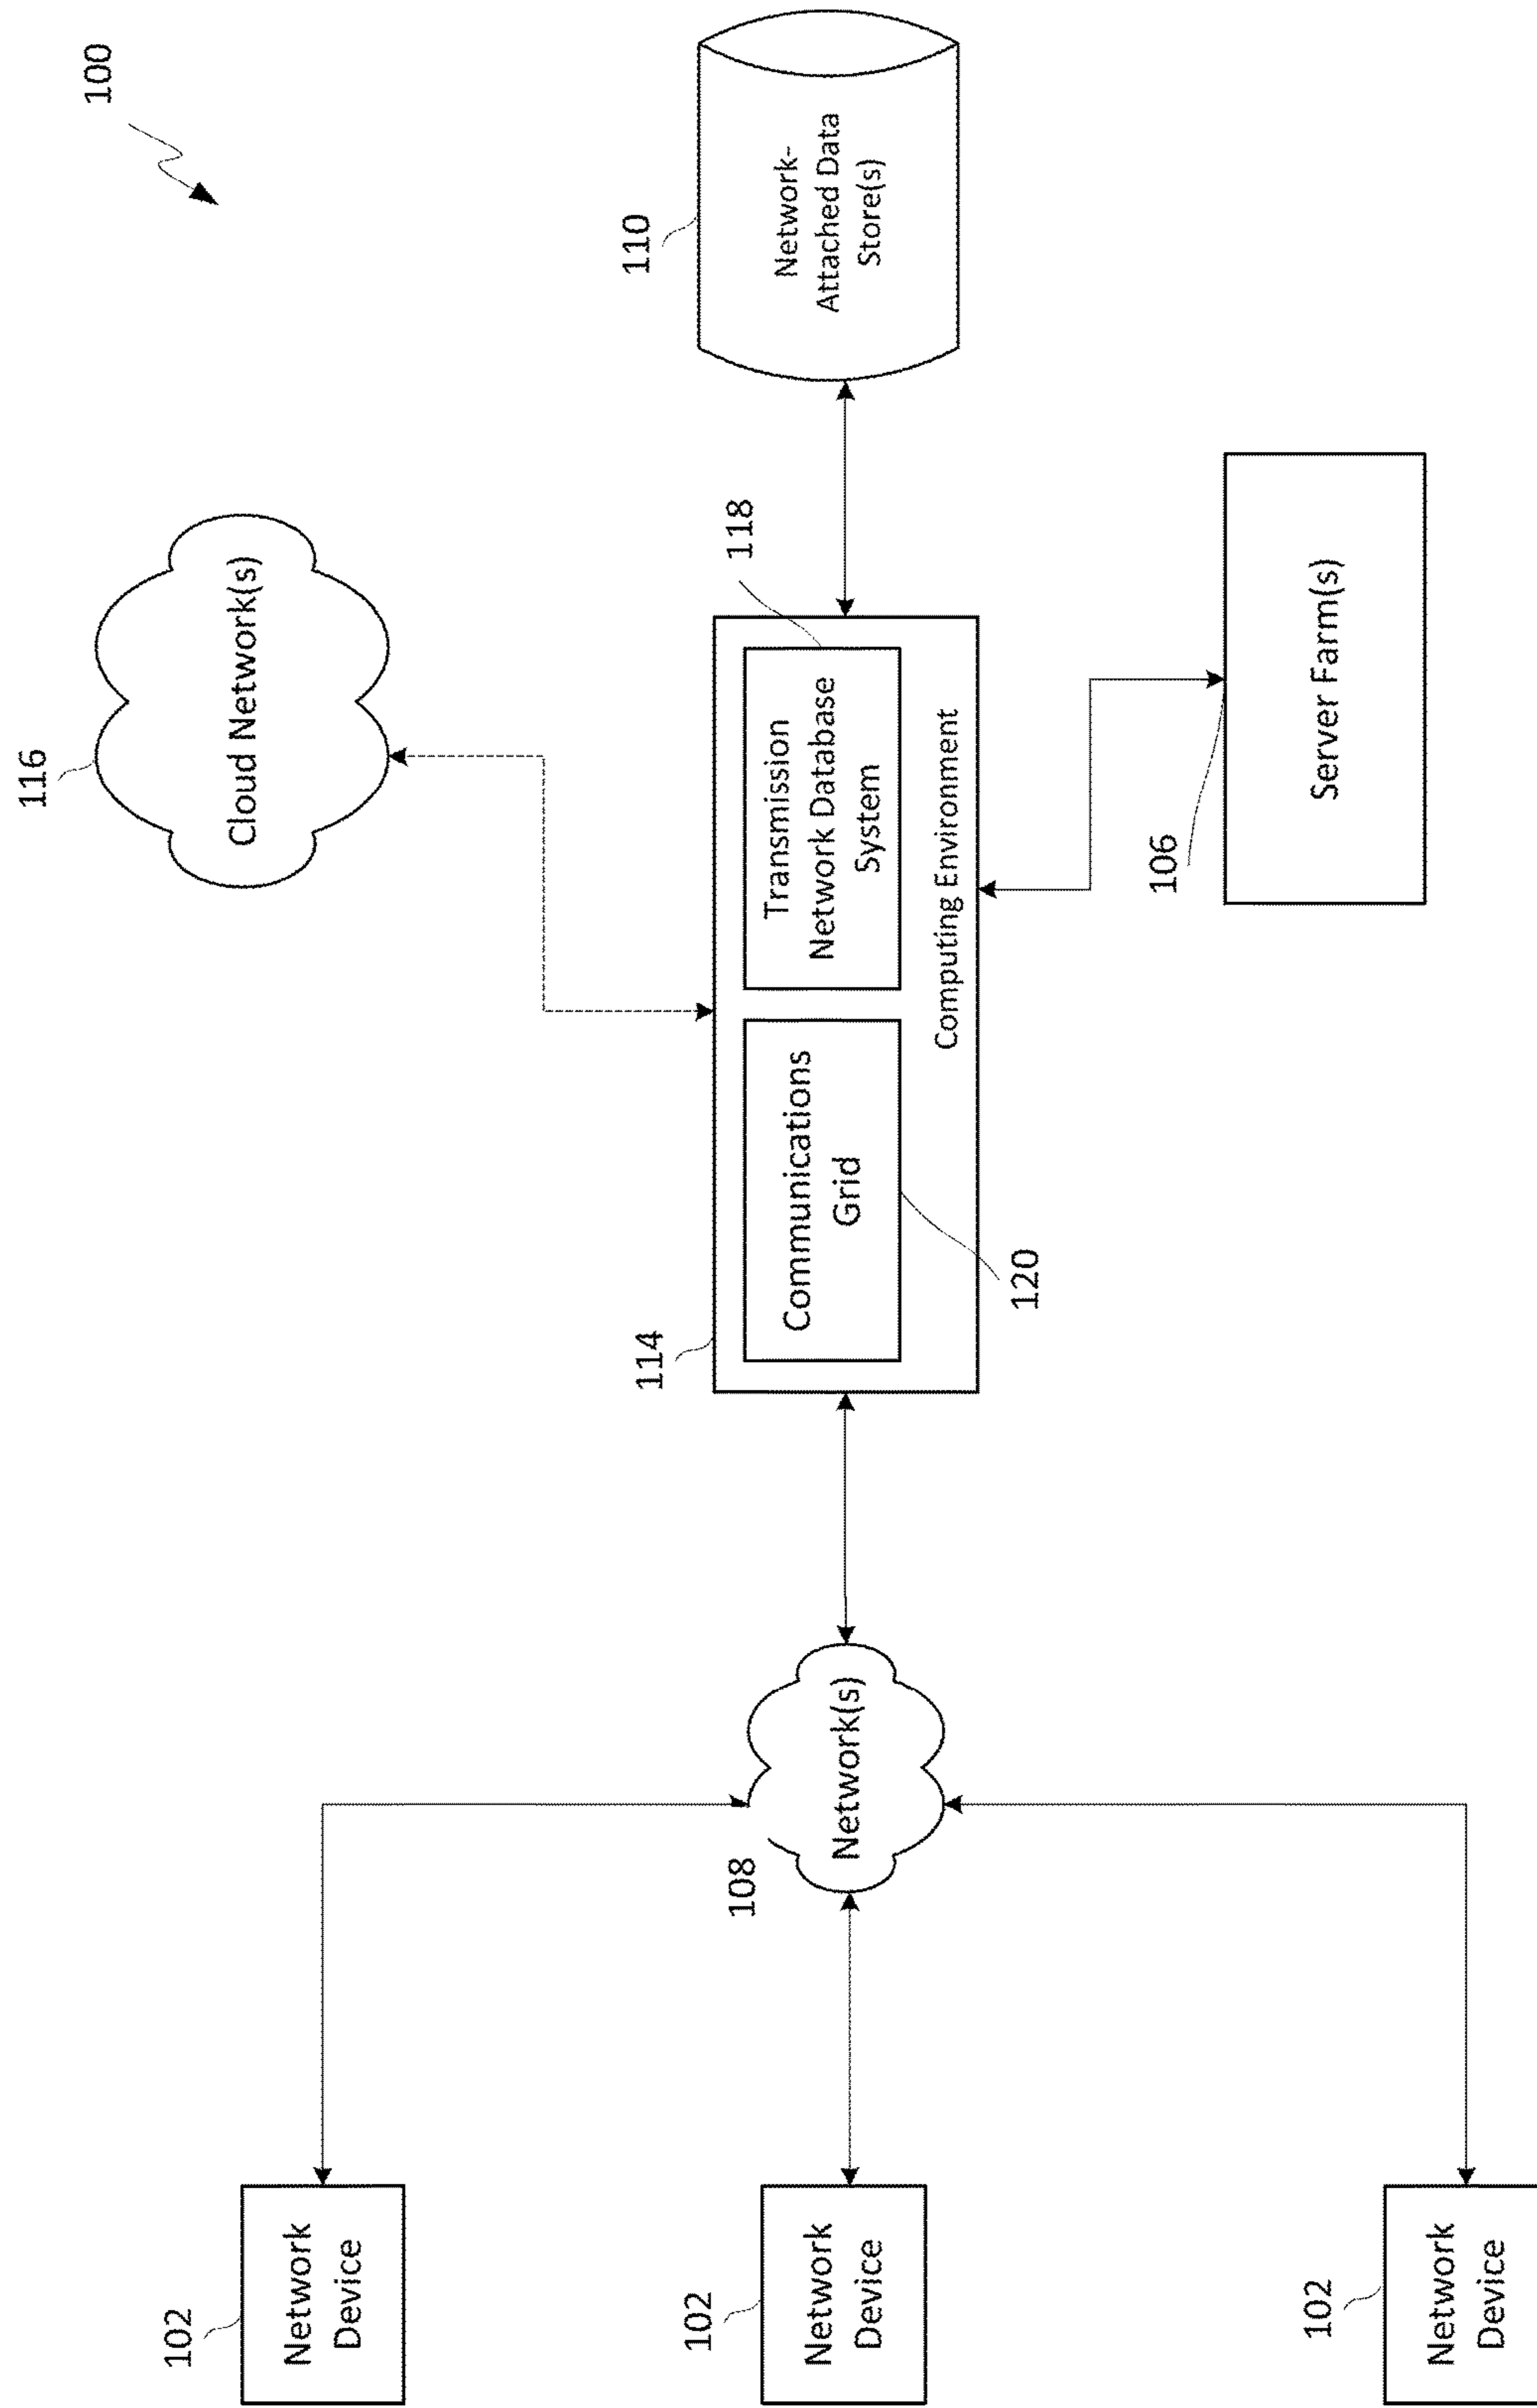 100
116
Cloud Network(s)
110
Network-
Attached Data
Store(s)
118
Transmission
Network Database
System
114
Communications
Grid
120
Computing Environment
106
Server Farm(s)
108
Network(s)
102
Network
Device
102
Network
Device
102
Network
Device